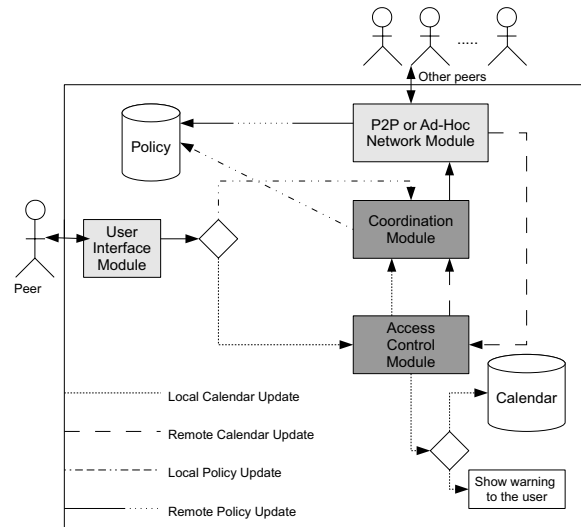 .....
Other peers
P2P or Ad-Hoc
Network Module
Policy
Coordination
Module
User
Interface
Module
Peer
Access
Control
Module
Calendar
Local Calendar Update
Remote Calendar Update
Local Policy Update
Show warning
to the user
Remote Policy Update